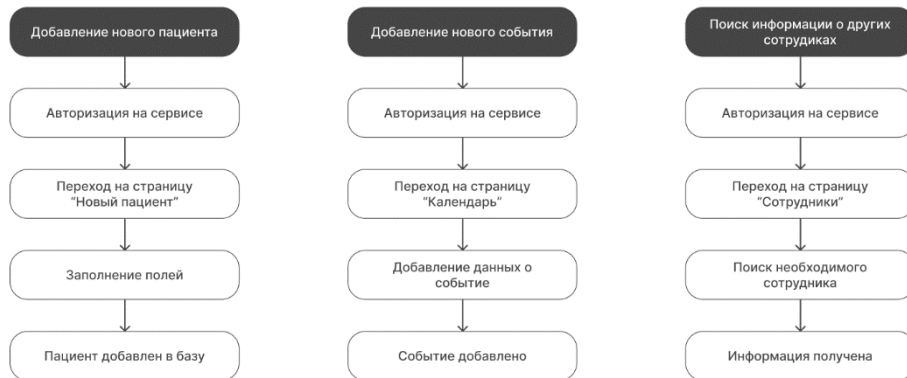 Добавление нового пациента
Авторизация на сервисе
Переход на страницу
“Новый пациент”
Заполнение полей
Пациент добавлен в базу
Добавление нового события
Авторизация на сервисе
Переход на страницу
“Календарь”
Добавление данных о
событие
Событие добавлено
Поиск информации о других
сотрудиках
Авторизация на сервисе
Переход на страницу
“Сотрудники”
Поиск необходимого
сотрудника
Информация получена